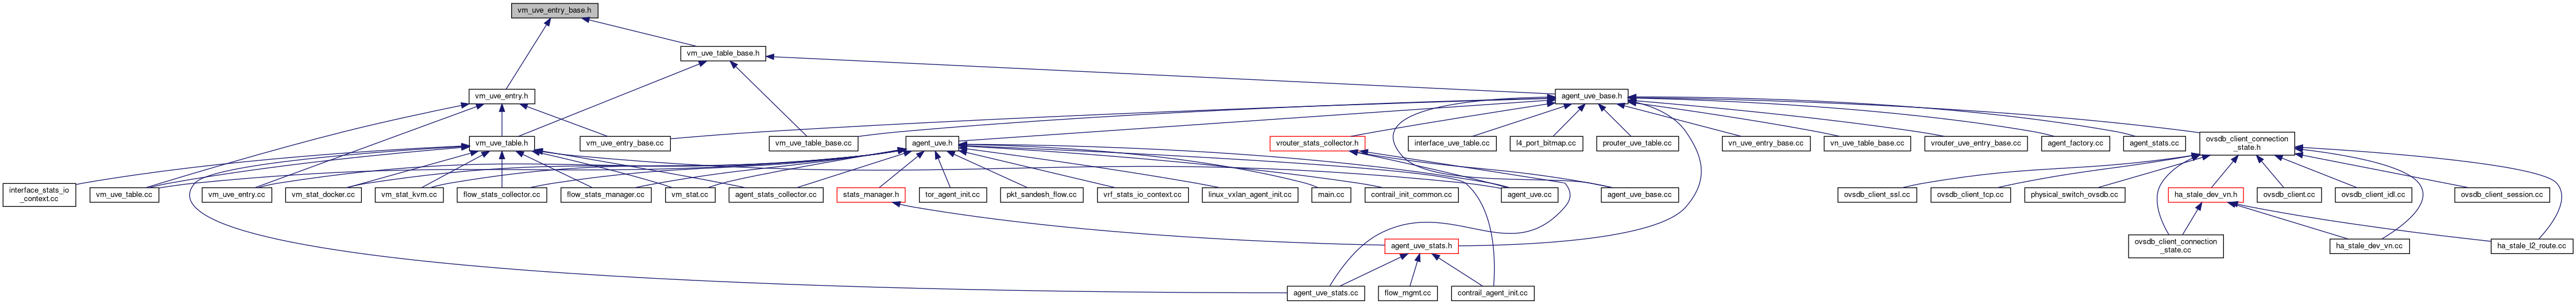 vm_uve_entry_base.h
vm_uve_table_base.h
vm_uve_entry.h
agent_uve_base.h
vm_uve_table.h
vm_uve_entry_base.cc
vm_uve_table_base.cc
agent_uve.h
vrouter_stats_collector.h
interface_uve_table.cc
l4_port_bitmap.cc
prouter_uve_table.cc
vn_uve_entry_base.cc
vn_uve_table_base.cc
vrouter_uve_entry_base.cc
agent_factory.cc
agent_stats.cc
ovsdb_client_connection
_state.h
interface_stats_io
_context.cc
vm_uve_table.cc
vm_uve_entry.cc
vm_stat_docker.cc
vm_stat_kvm.cc
flow_stats_collector.cc
flow_stats_manager.cc
vm_stat.cc
agent_stats_collector.cc
stats_manager.h
tor_agent_init.cc
pkt_sandesh_flow.cc
vrf_stats_io_context.cc
linux_vxlan_agent_init.cc
main.cc
contrail_init_common.cc
agent_uve.cc
agent_uve_base.cc
ovsdb_client_ssl.cc
ovsdb_client_tcp.cc
physical_switch_ovsdb.cc
ha_stale_dev_vn.h
ovsdb_client.cc
ovsdb_client_idl.cc
ovsdb_client_session.cc
agent_uve_stats.h
ovsdb_client_connection
_state.cc
ha_stale_dev_vn.cc
ha_stale_l2_route.cc
agent_uve_stats.cc
flow_mgmt.cc
contrail_agent_init.cc